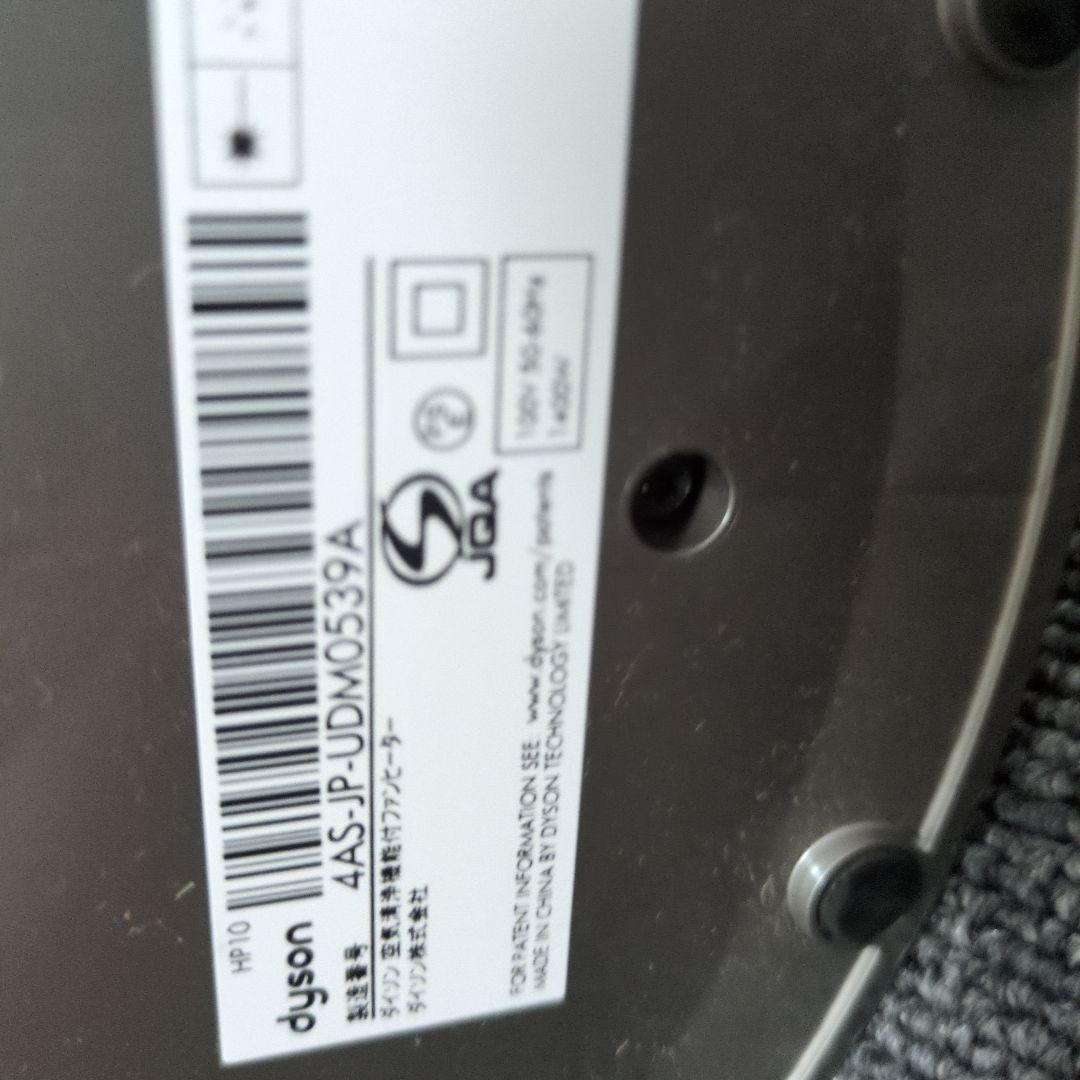 HP10
dyson
製造番号 4AS-JP-UDM0539A
ダイソン 空気清浄機能付ファンヒーター
ダイソン株式会社
JQA
PS
E
100V 50-60Hz
1400W
FOR PATENT INFORMATION SEE: www.dyson.com/patents
MADE IN CHINA BY DYSON TECHNOLOGY LIMITED